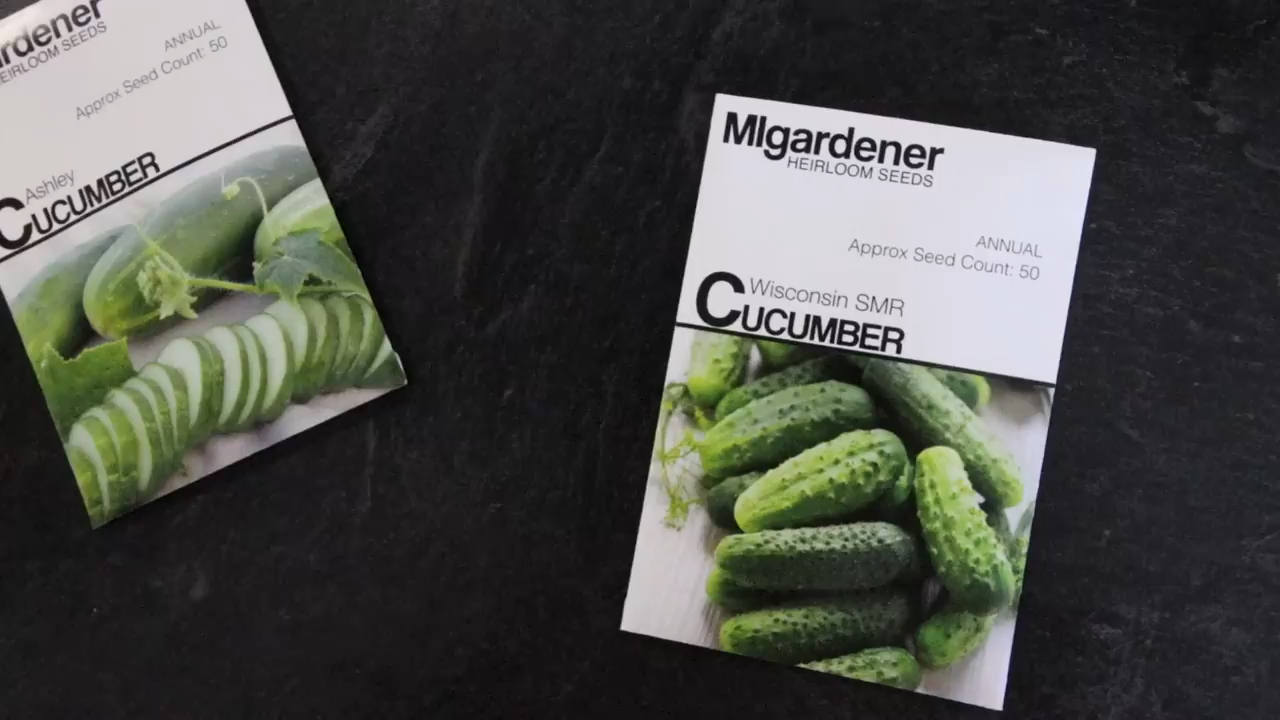 rdener
EIRLOOM SEEDS
ANNUAL
Approx Seed Count: 50
Ashley
CUCUMBER
MIgardener
HEIRLOOM SEEDS
ANNUAL
Approx Seed Count: 50
Wisconsin SMR
CUCUMBER